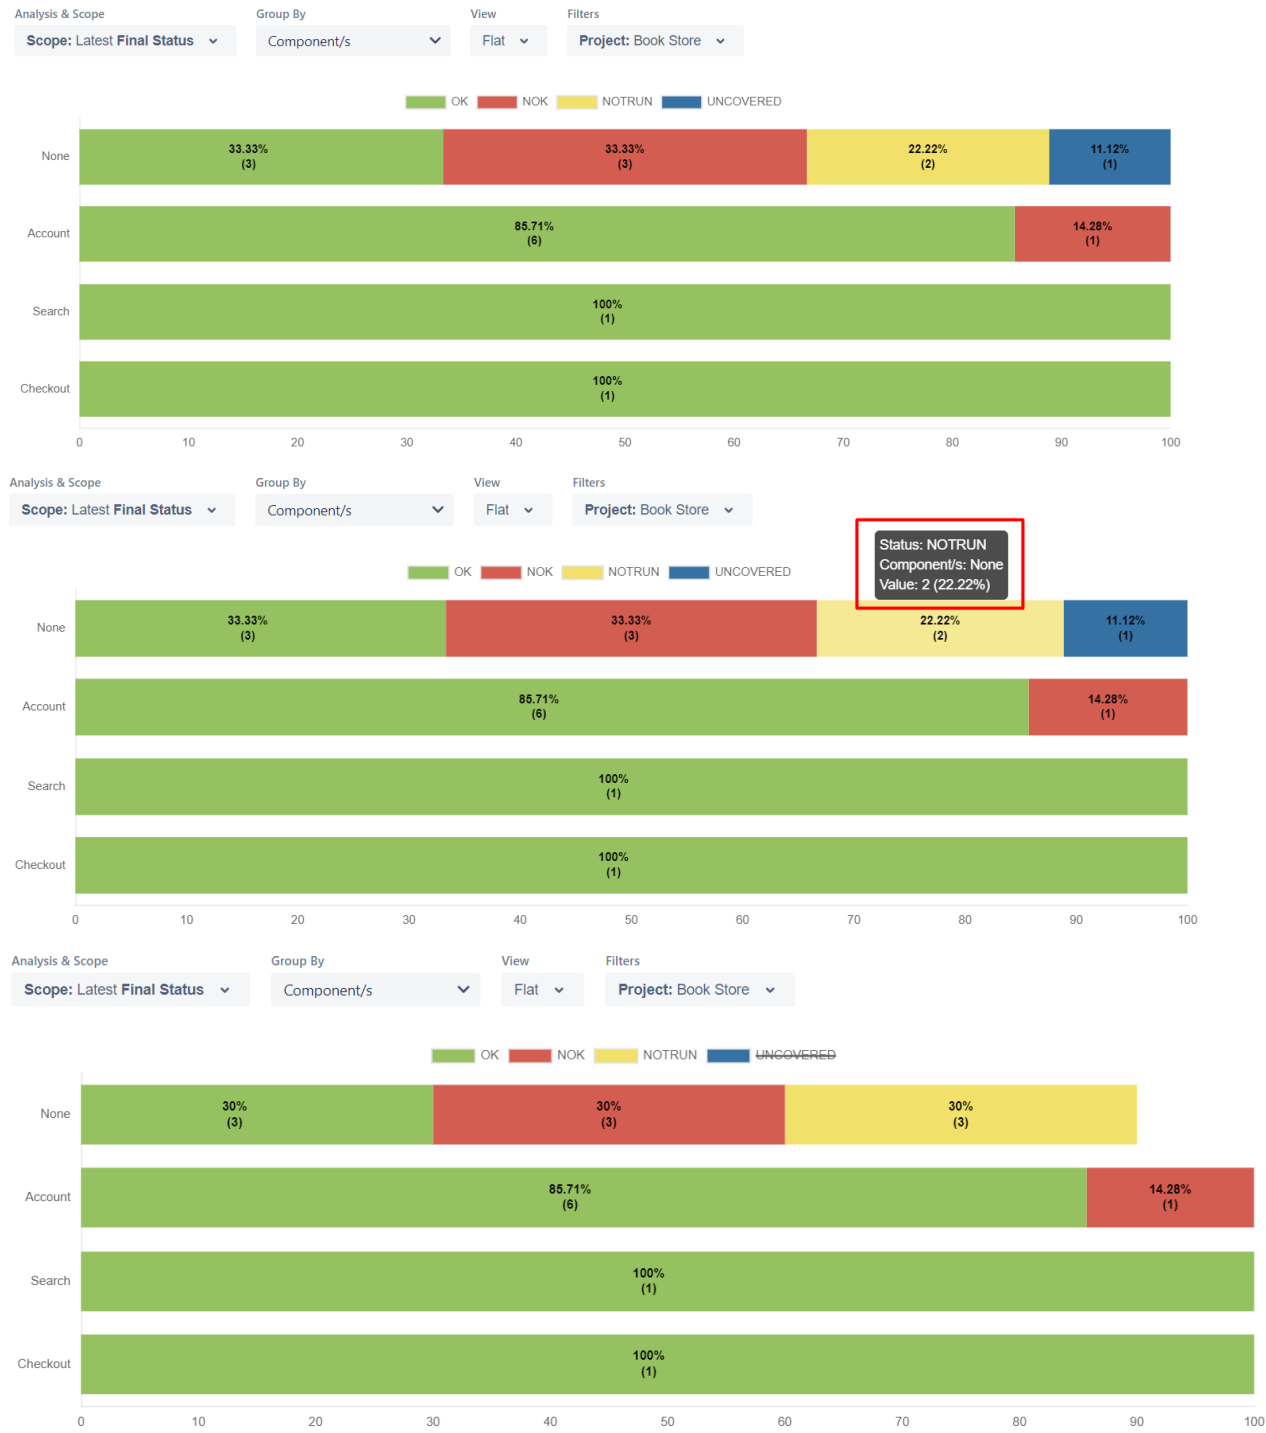 Analysis & Scope Group By View Filters
Scope: Latest Final Status Component/s Flat Project: Book Store
OK NOK NOTRUN UNCOVERED
None 33.33% 33.33% 22.22% 11.12%
(3) (3) (2) (1)
Account 85.71% 14.28%
(6) (1)
Search 100%
(1)
Checkout 100%
(1)
0 10 20 30 40 50 60 70 80 90 100
Analysis & Scope Group By View Filters
Scope: Latest Final Status Component/s Flat Project: Book Store
Status: NOTRUN
Component/s: None
Value: 2 (22.22%)
OK NOK NOTRUN UNCOVERED
None 33.33% 33.33% 22.22% 11.12%
(3) (3) (2) (1)
Account 85.71% 14.28%
(6) (1)
Search 100%
(1)
Checkout 100%
(1)
0 10 20 30 40 50 60 70 80 90 100
Analysis & Scope Group By View Filters
Scope: Latest Final Status Component/s Flat Project: Book Store
OK NOK NOTRUN UNCOVERED
None 30% 30% 30%
(3) (3) (3)
Account 85.71% 14.28%
(6) (1)
Search 100%
(1)
Checkout 100%
(1)
0 10 20 30 40 50 60 70 80 90 100